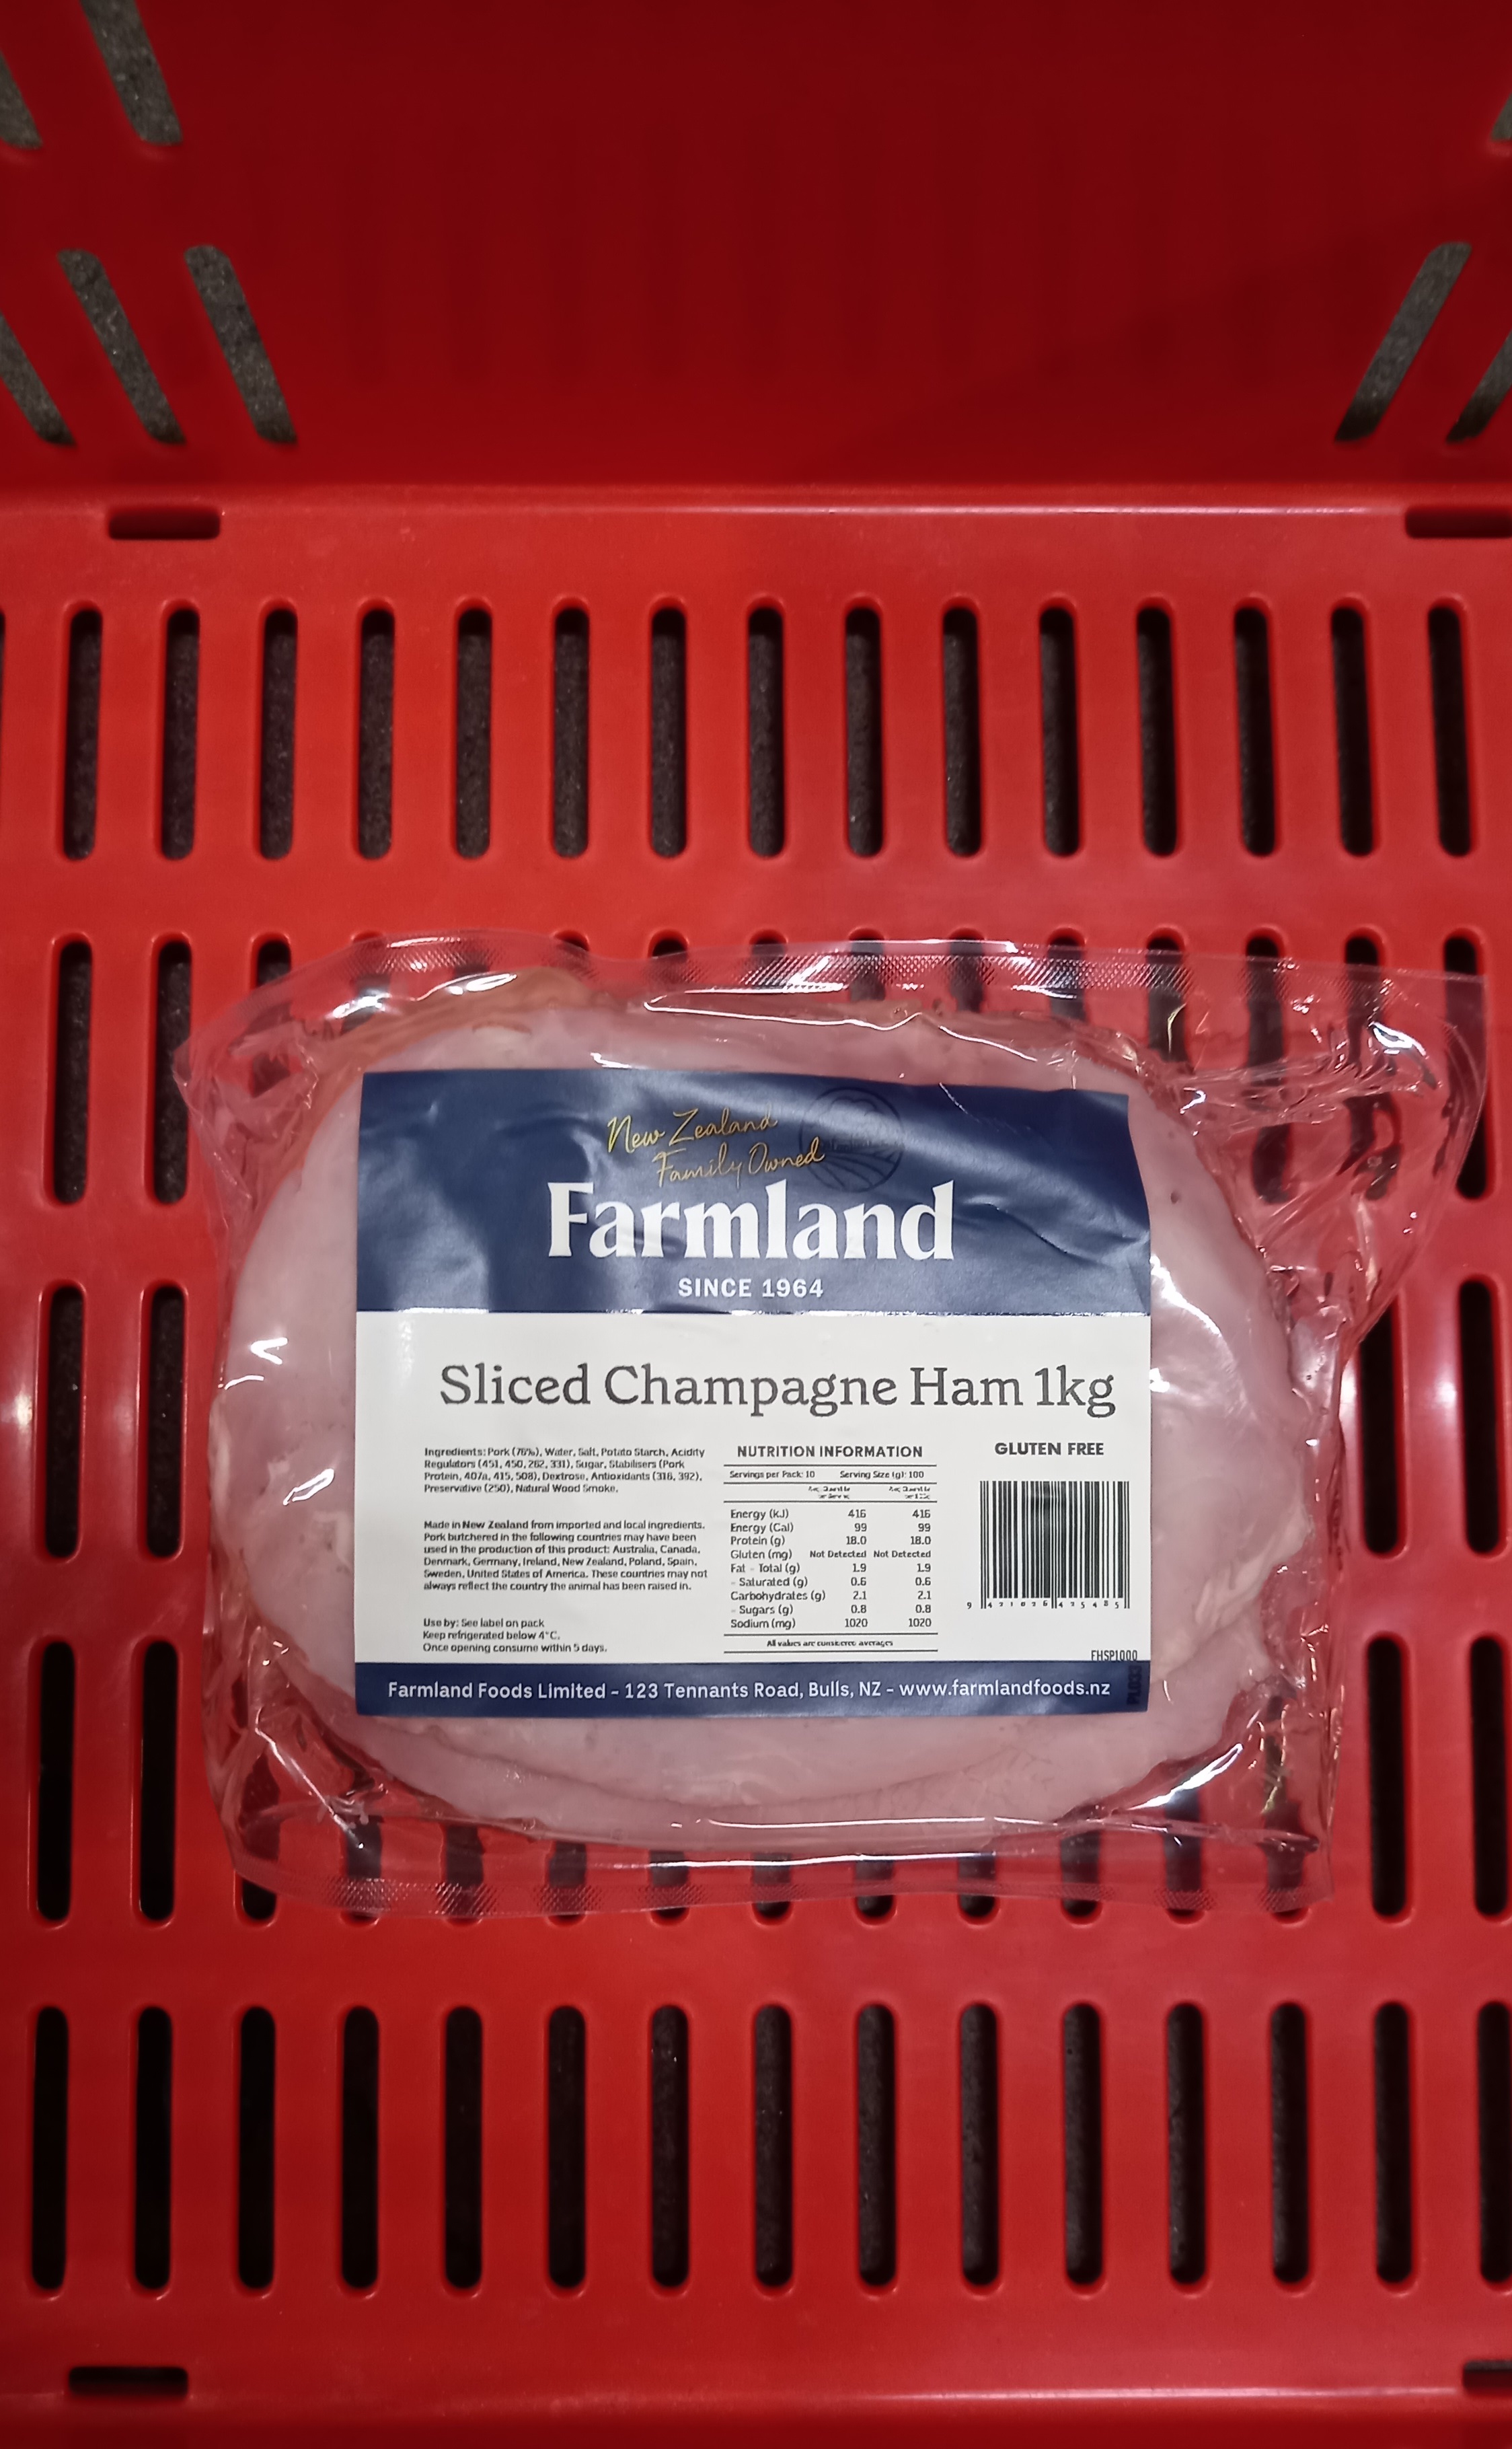 New Zealand
Family Owned
Farmland
SINCE 1964
Sliced Champagne Ham 1kg
Ingredients: Pork (76%), Water, Salt, Potato Starch, Acidity
Regulators (451, 450, 262, 331), Sugar, Stabilisers (Pork
Protein, 407a, 415, 508), Dextrose, Antioxidants (316, 392),
Preservative (250), Natural Wood Smoke.
Made in New Zealand from imported and local ingredients.
Pork butchered in the following countries may have been
used in the production of this product: Australia, Canada,
Denmark, Germany, Ireland, New Zealand, Poland, Spain,
Sweden, United States of America. These countries may not
always reflect the country the animal has been raised in.
Use by: See label on pack
Keep refrigerated below 4°C.
Once opening consume within 5 days.
NUTRITION INFORMATION
Servings per Pack: 10 Serving Size (g): 100
Energy (kJ) 416 416
Energy (Cal) 99 99
Protein (g) 18.0 18.0
Gluten (mg) Not Detected Not Detected
Fat - Total (g) 1.9 1.9
- Saturated (g) 0.6 0.6
Carbohydrates (g) 2.1 2.1
- Sugars (g) 0.8 0.8
Sodium (mg) 1020 1020
All values are averages
GLUTEN FREE
9 421026 425485
FHSP1000
Farmland Foods Limited - 123 Tennants Road, Bulls, NZ - www.farmlandfoods.nz